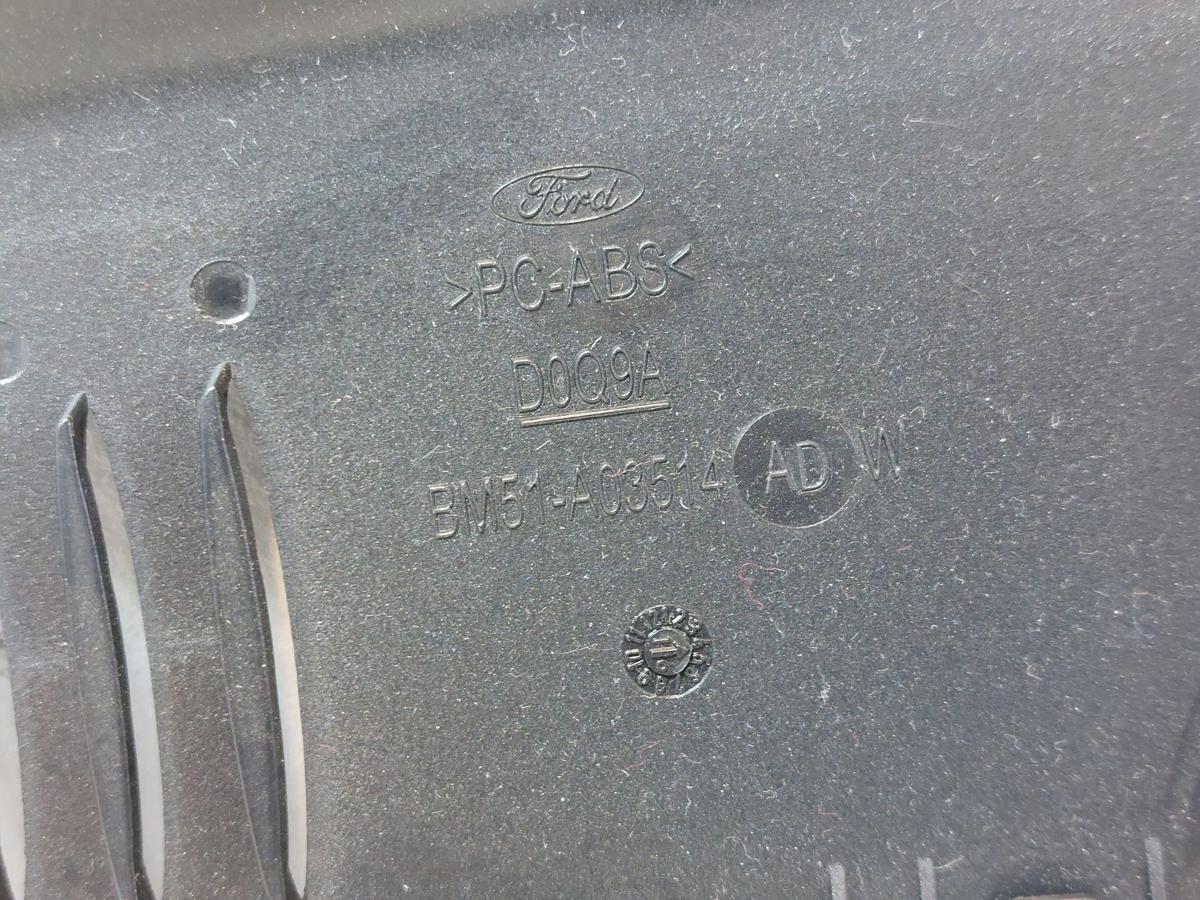 Ford
>PC-ABS<
D0Q9A
BM51-A03514 AD W